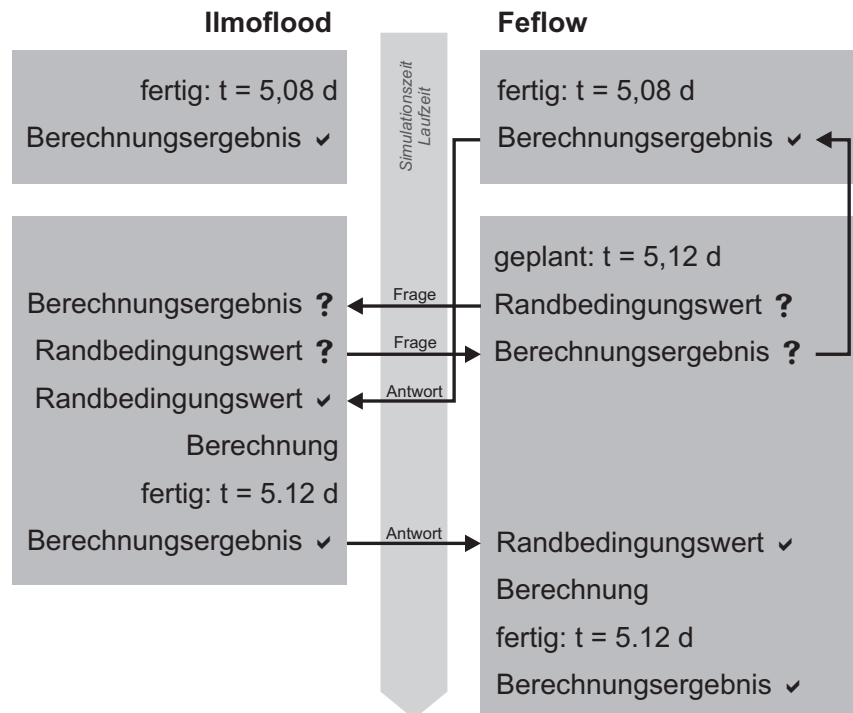 Ilmoflood
Feflow
Simulationszeit
Laufzeit
fertig: t = 5,08 d
Berechnungsergebnis ✓
fertig: t = 5,08 d
Berechnungsergebnis ✓
geplant: t = 5,12 d
Berechnungsergebnis ?
Frage
Randbedingungswert ?
Randbedingungswert ?
Frage
Berechnungsergebnis ?
Randbedingungswert ✓
Antwort
Berechnung
fertig: t = 5.12 d
Berechnungsergebnis ✓
Antwort
Randbedingungswert ✓
Berechnung
fertig: t = 5.12 d
Berechnungsergebnis ✓